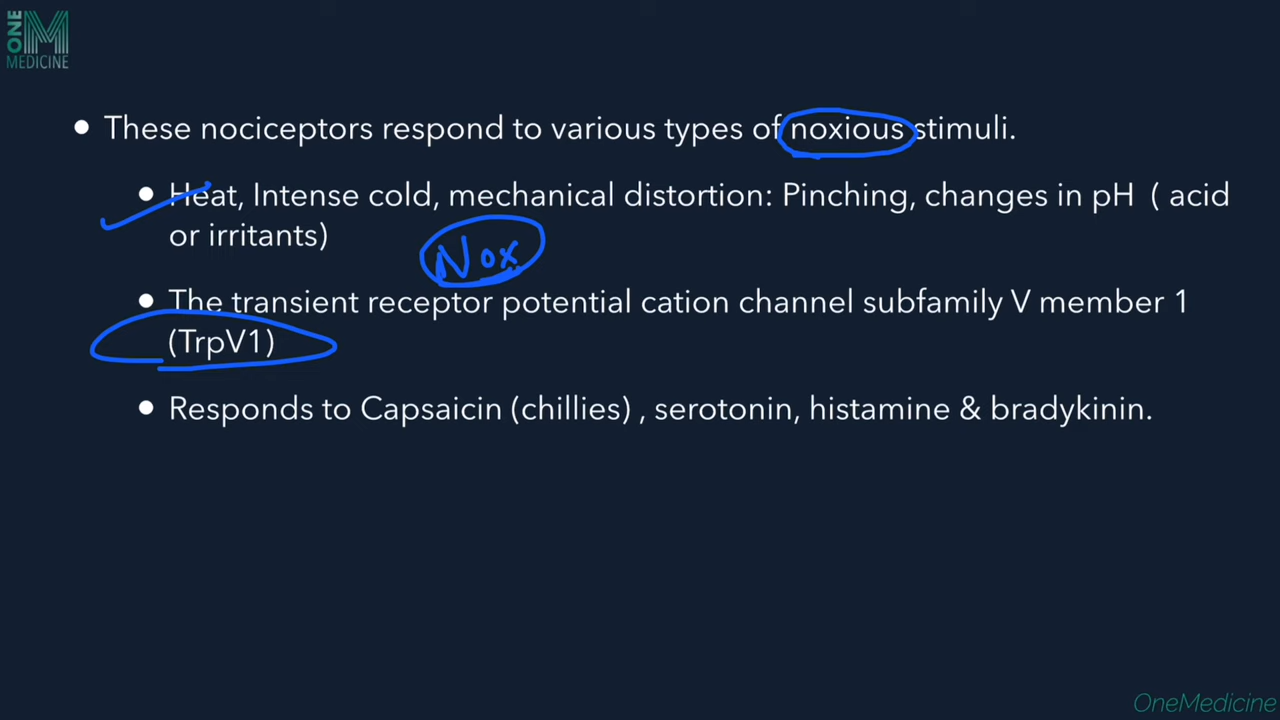 ONE
M
MEDICINE
• These nociceptors respond to various types of noxious stimuli.
• Heat, Intense cold, mechanical distortion: Pinching, changes in pH ( acid
or irritants)
Nox
• The transient receptor potential cation channel subfamily V member 1
(TrpV1)
• Responds to Capsaicin (chillies) , serotonin, histamine & bradykinin.
OneMedicine